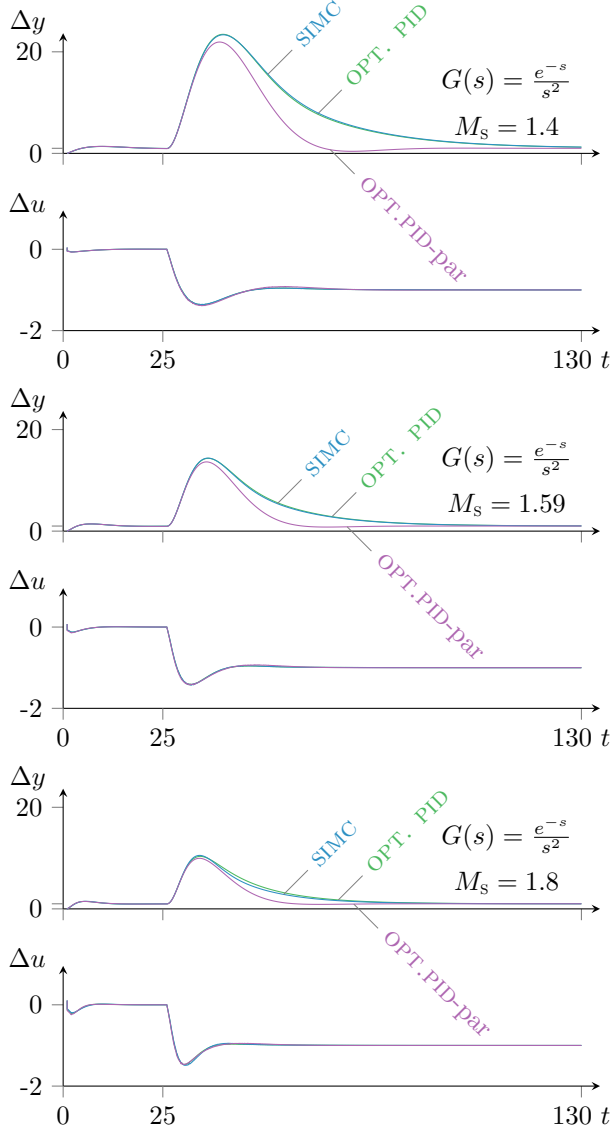 Δy
20
0
SIMC
OPT. PID
G(s) = e^{-s}/s^2
M_S = 1.4
OPT.PID-par
Δu
0
-2
0 25 130 t
Δy
20
0
SIMC
OPT. PID
G(s) = e^{-s}/s^2
M_S = 1.59
OPT.PID-par
Δu
0
-2
0 25 130 t
Δy
20
0
SIMC
OPT. PID
G(s) = e^{-s}/s^2
M_S = 1.8
OPT.PID-par
Δu
0
-2
0 25 130 t